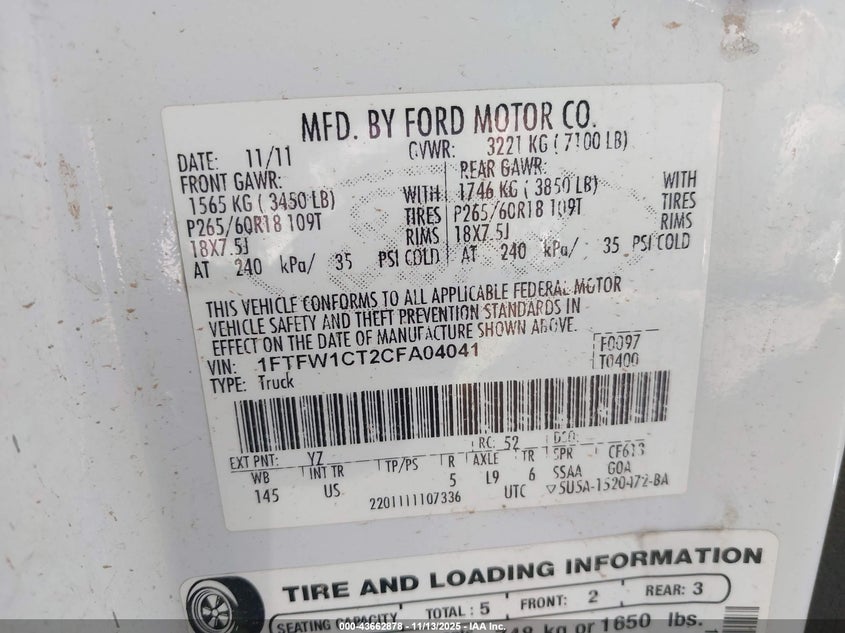 MFD. BY FORD MOTOR CO.
DATE: 11/11 GVWR: 3221 KG ( 7100 LB)
FRONT GAWR: REAR GAWR:
1565 KG ( 3450 LB) WITH 1746 KG ( 3850 LB) WITH
P265/60R18 109T TIRES P265/60R18 109T TIRES
18X7.5J RIMS 18X7.5J RIMS
AT 240 kPa/ 35 PSI COLD AT 240 kPa/ 35 PSI COLD
THIS VEHICLE CONFORMS TO ALL APPLICABLE FEDERAL MOTOR
VEHICLE SAFETY AND THEFT PREVENTION STANDARDS IN
EFFECT ON THE DATE OF MANUFACTURE SHOWN ABOVE.
VIN: 1FTFW1CT2CFA04041 F0097
TYPE: Truck T0400
EXT PNT: YZ RC: 52 DSO:
WB INT TR TP/PS R AXLE TR SPR CF613
145 US 5 L9 6 SSAA GOA
2201111107336 UTC ▽5U5A-1520472-BA
TIRE AND LOADING INFORMATION
SEATING CAPACITY TOTAL : 5 FRONT: 2 REAR: 3
kg or 1650 lbs.
000-43662878 - 11/13/2025 - IAA Inc.